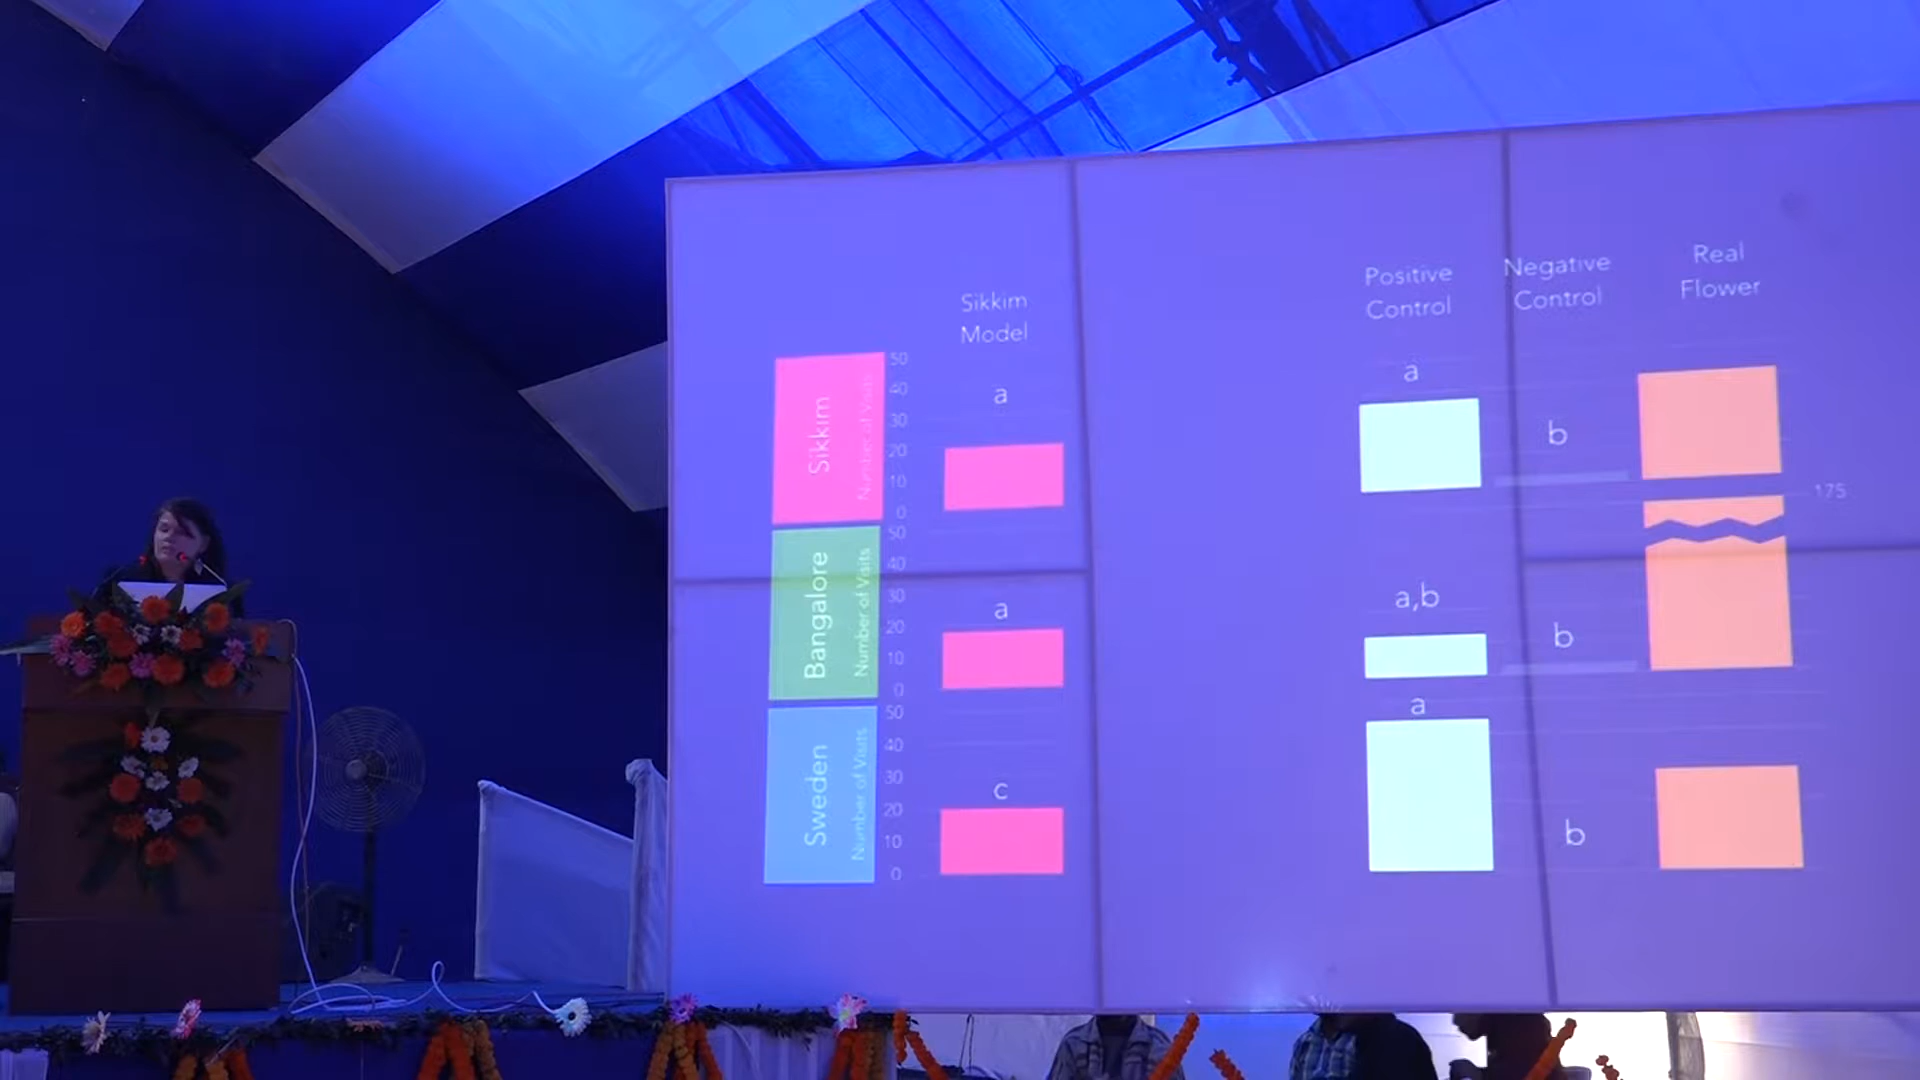 Sikkim
Model
Positive
Control
Negative
Control
Real
Flower
Sikkim
Number of Visits
50
40
30
20
10
0
a
a
b
175
Bangalore
Number of Visits
50
40
30
20
10
0
a
a,b
b
Sweden
Number of Visits
50
40
30
20
10
0
c
a
b